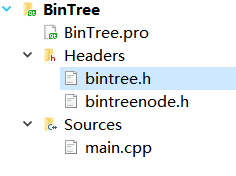 BinTree
BinTree.pro
Headers
bintree.h
bintreenode.h
Sources
main.cpp